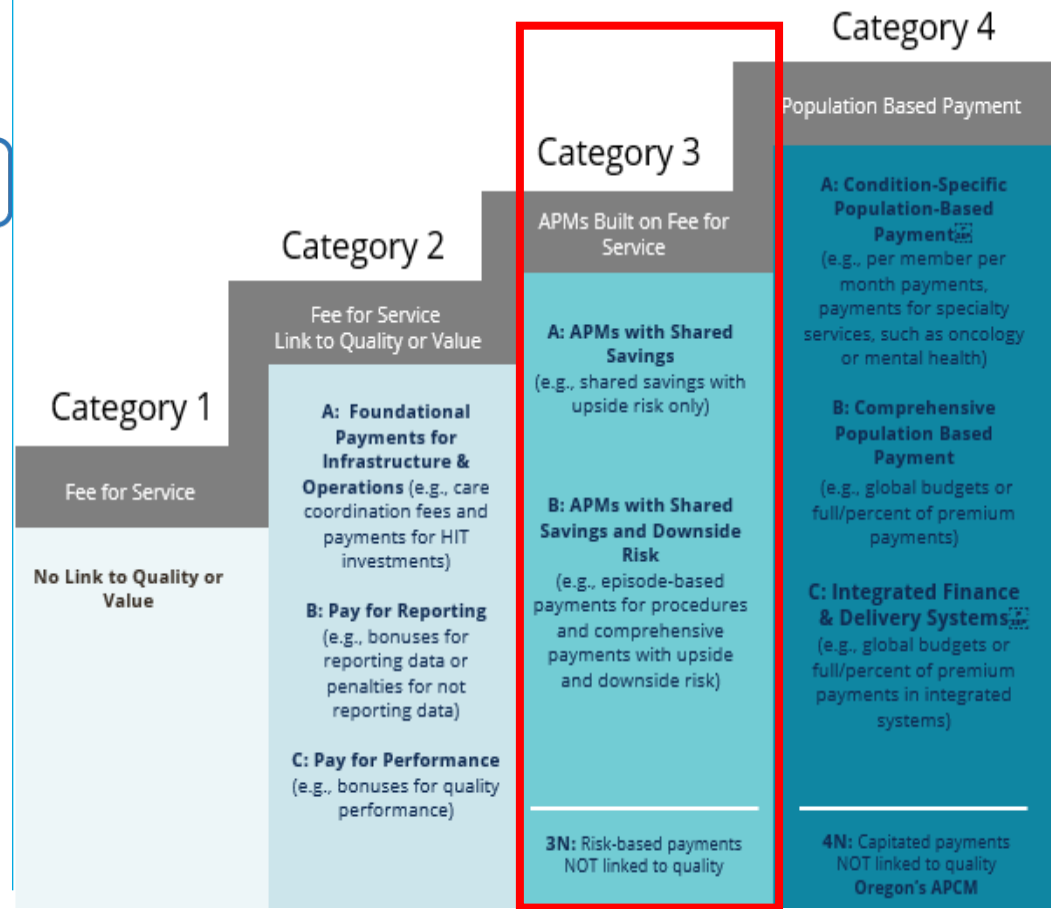 Category 1
Fee for Service
No Link to Quality or
Value
Category 2
Fee for Service
Link to Quality or Value
A: Foundational
Payments for
Infrastructure &
Operations (e.g., care
coordination fees and
payments for HIT
investments)
B: Pay for Reporting
(e.g., bonuses for
reporting data or
penalties for not
reporting data)
C: Pay for Performance
(e.g., bonuses for quality
performance)
Category 3
APMs Built on Fee for
Service
A: APMs with Shared
Savings
(e.g., shared savings with
upside risk only)
B: APMs with Shared
Savings and Downside
Risk
(e.g., episode-based
payments for procedures
and comprehensive
payments with upside
and downside risk)
3N: Risk-based payments
NOT linked to quality
Category 4
Population Based Payment
A: Condition-Specific
Population-Based
Payment
(e.g., per member per
month payments,
payments for specialty
services, such as oncology
or mental health)
B: Comprehensive
Population Based
Payment
(e.g., global budgets or
full/percent of premium
payments)
C: Integrated Finance
& Delivery Systems
(e.g., global budgets or
full/percent of premium
payments in integrated
systems)
4N: Capitated payments
NOT linked to quality
Oregon's APCM